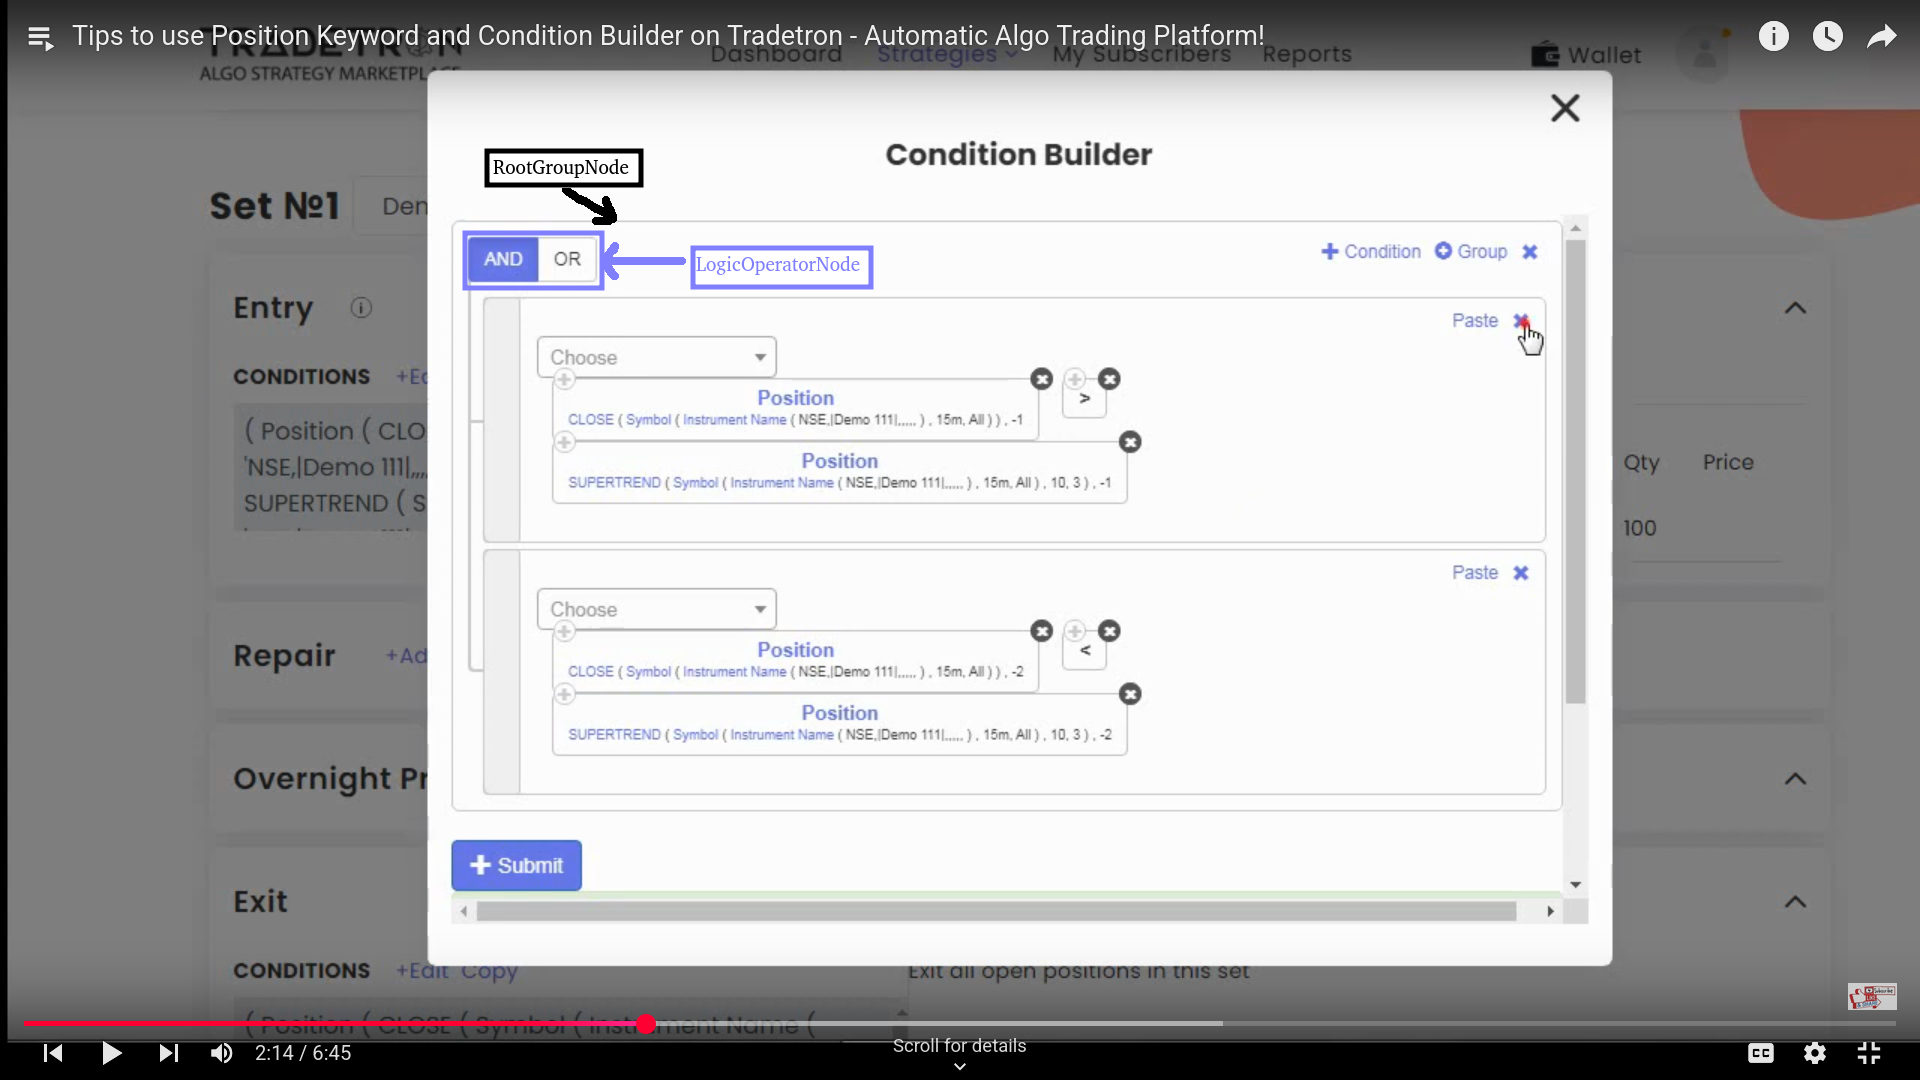 Tips to use Position Keyword and Condition Builder on Tradetron - Automatic Algo Trading Platform!
TRADETRON
ALGO STRATEGY MARKETPLACE
Dashboard
Strategies
My Subscribers
Reports
Wallet
Condition Builder
RootGroupNode
Set №1
Den
AND
OR
LogicOperatorNode
Condition
Group
Entry
Paste
Choose
CONDITIONS
Position
>
CLOSE ( Symbol ( Instrument Name ( NSE,|Demo 111|,,,,, ) , 15m, All ) ) , -1
( Position ( CLO
Position
'NSE,|Demo 111|,,,,
SUPERTREND ( Symbol ( Instrument Name ( NSE,|Demo 111|,,,,, ) , 15m, All ) , 10, 3 ) , -1
SUPERTREND ( S
Qty
Price
100
Paste
Choose
Position
<
CLOSE ( Symbol ( Instrument Name ( NSE,|Demo 111|,,,,, ) , 15m, All ) ) , -2
Repair
+Ad
Position
SUPERTREND ( Symbol ( Instrument Name ( NSE,|Demo 111|,,,,, ) , 15m, All ) , 10, 3 ) , -2
Overnight Pr
Submit
Exit
CONDITIONS
+Edit
Copy
Exit all open positions in this set
( Position ( CLOSE ( Symbol ( Instrument Name (
2:14 / 6:45
Scroll for details
CC